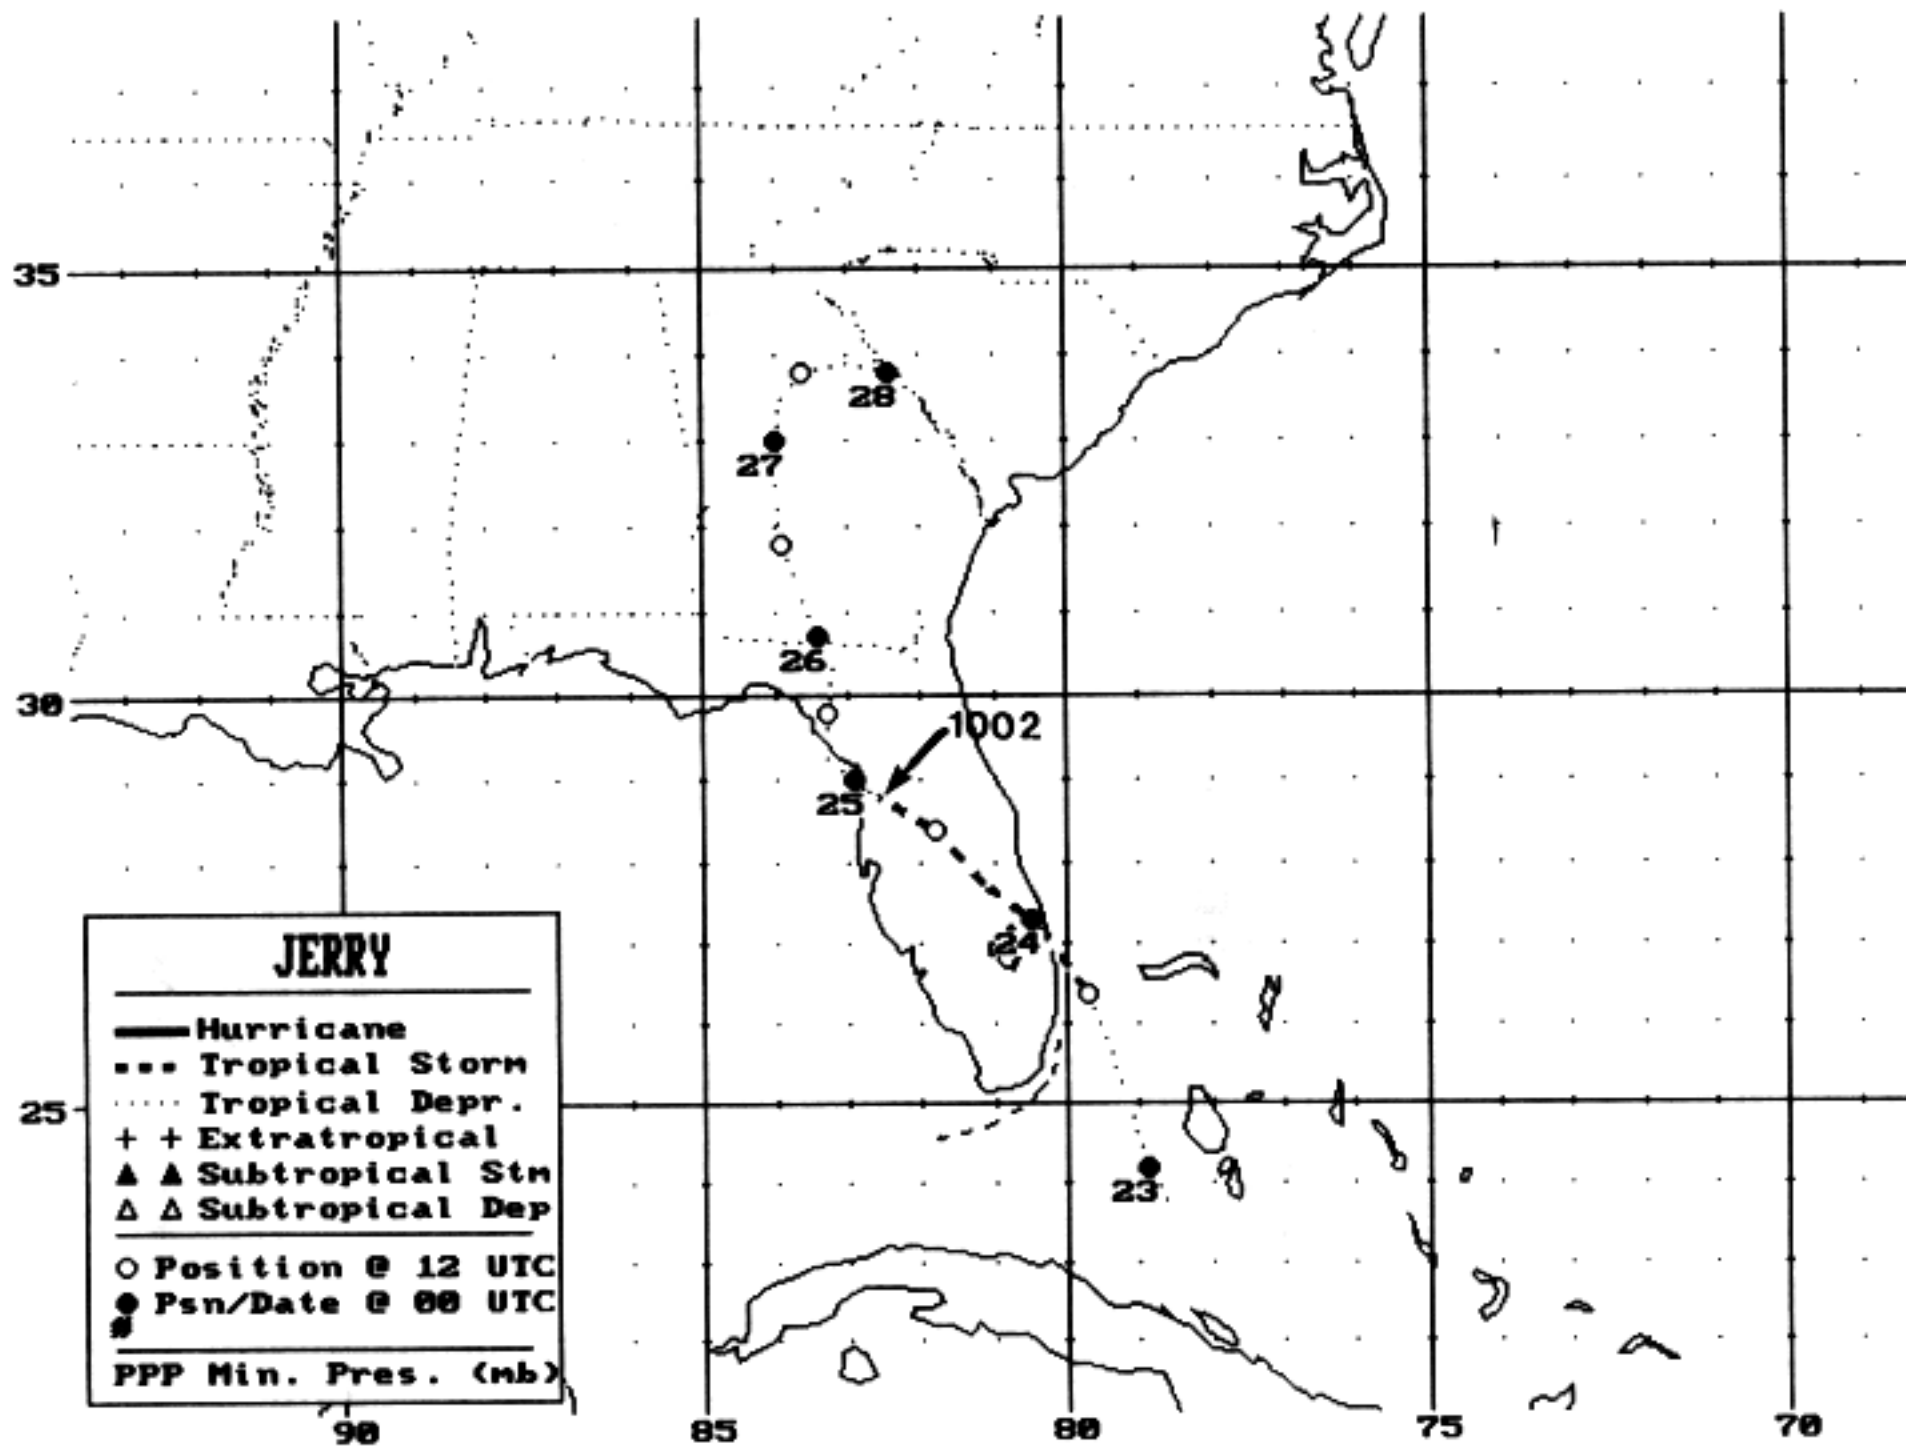 35
28
27
26
30
1002
25
24
JERRY
Hurricane
Tropical Storm
Tropical Depr.
25
+ + Extratropical
Subtropical Stm
23
Subtropical Dep
Position @ 12 UTC
Psn/Date @ 00 UTC
#
PPP Min. Pres. (mb)
90
85
80
75
70